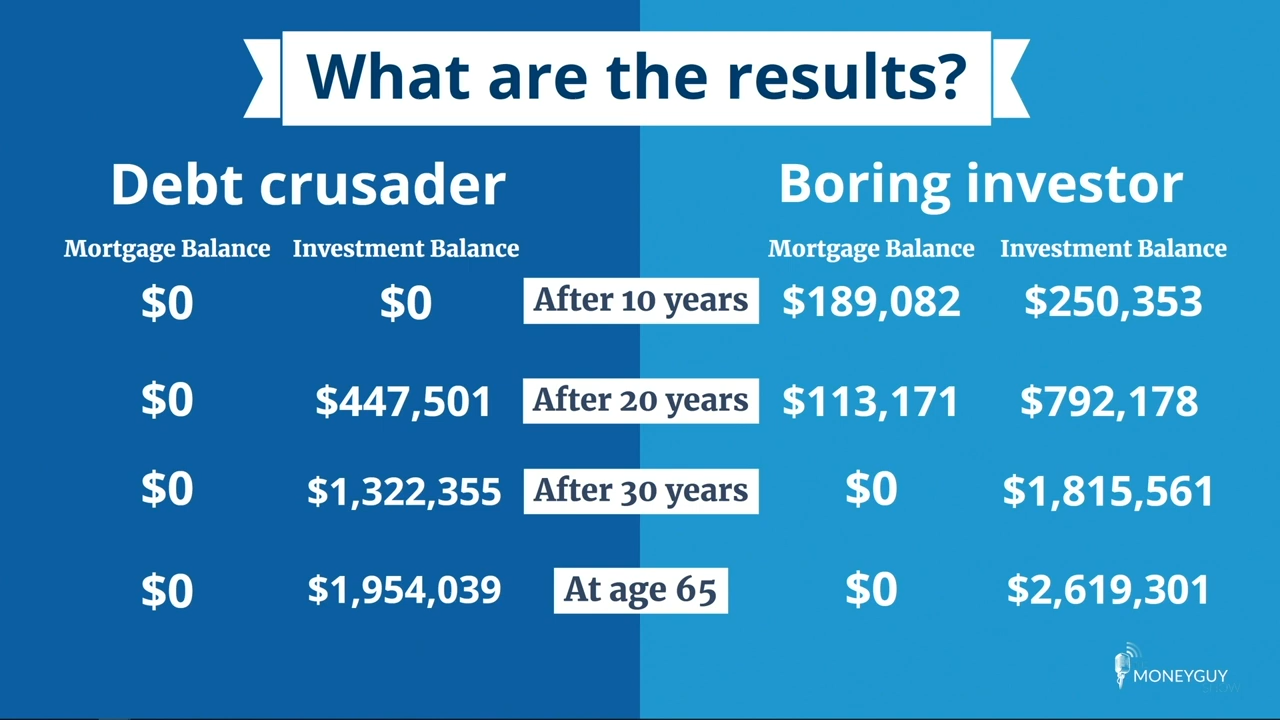 What are the results?
Debt crusader
Boring investor
Mortgage Balance Investment Balance
Mortgage Balance Investment Balance
$0 $0 After 10 years $189,082 $250,353
$0 $447,501 After 20 years $113,171 $792,178
$0 $1,322,355 After 30 years $0 $1,815,561
$0 $1,954,039 At age 65 $0 $2,619,301
MONEYGUY
SHOW